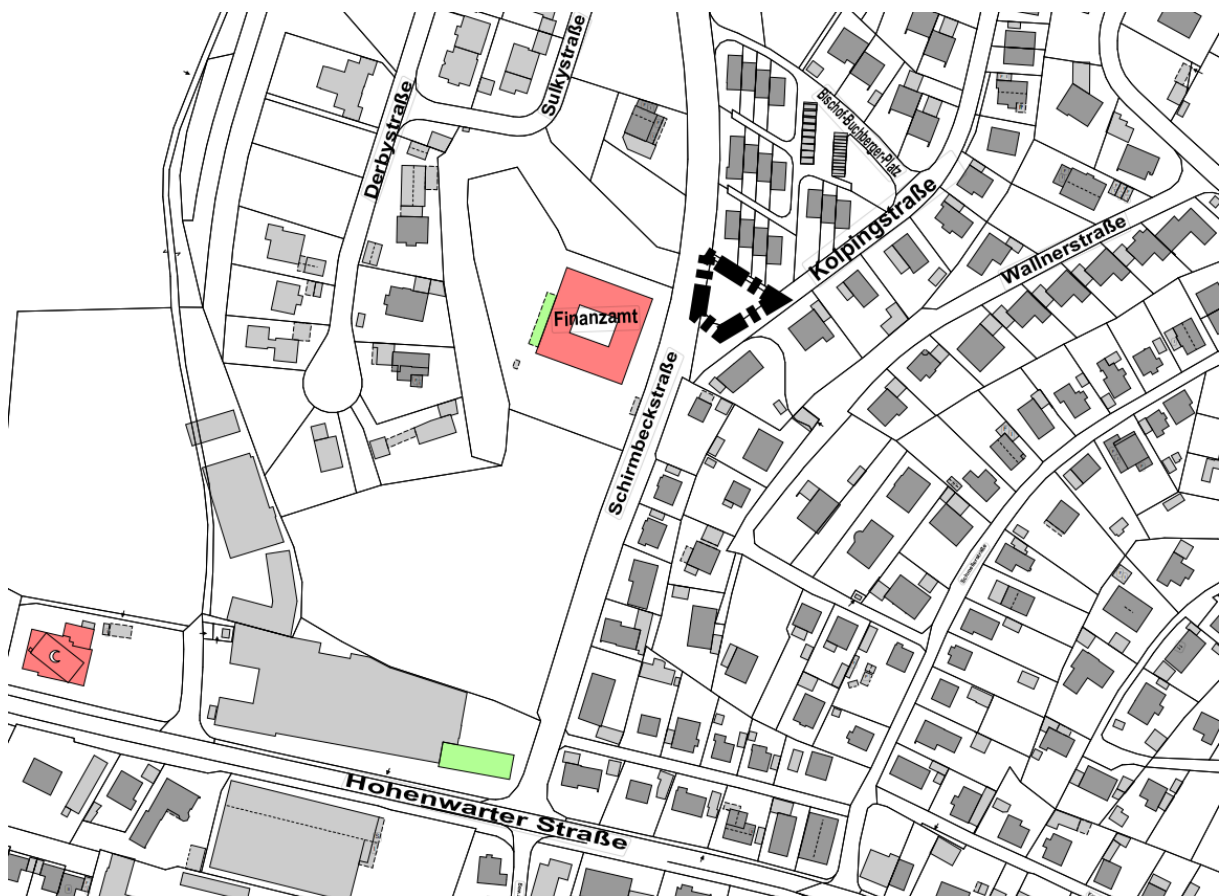 Sulkystraße
Derbystraße
Bischof-Buchberger-Platz
Kolpingstraße
Wallnerstraße
Finanzamt
Schirmbeckstraße
Hohenwarter Straße